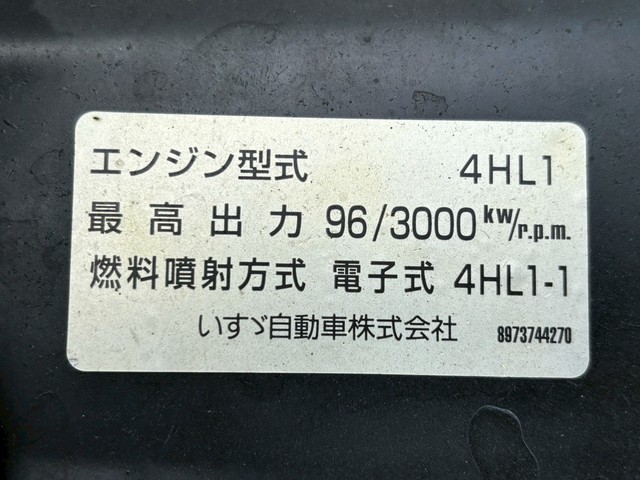 エンジン型式 4HL1
最高出力 96/3000 kw/r.p.m.
燃料噴射方式 電子式 4HL1-1
いすゞ自動車株式会社 8973744270